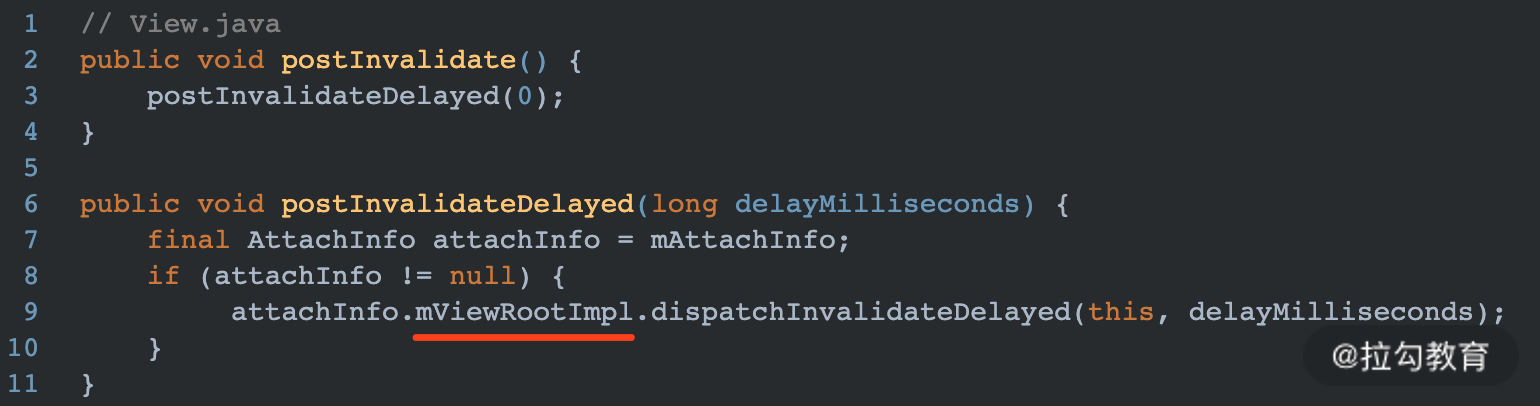 1 // View.java
2 public void postInvalidate() {
3     postInvalidateDelayed(0);
4 }
5
6 public void postInvalidateDelayed(long delayMilliseconds) {
7     final AttachInfo attachInfo = mAttachInfo;
8     if (attachInfo != null) {
9         attachInfo.mViewRootImpl.dispatchInvalidateDelayed(this, delayMilliseconds);
10     }
11 }
@拉勾教育